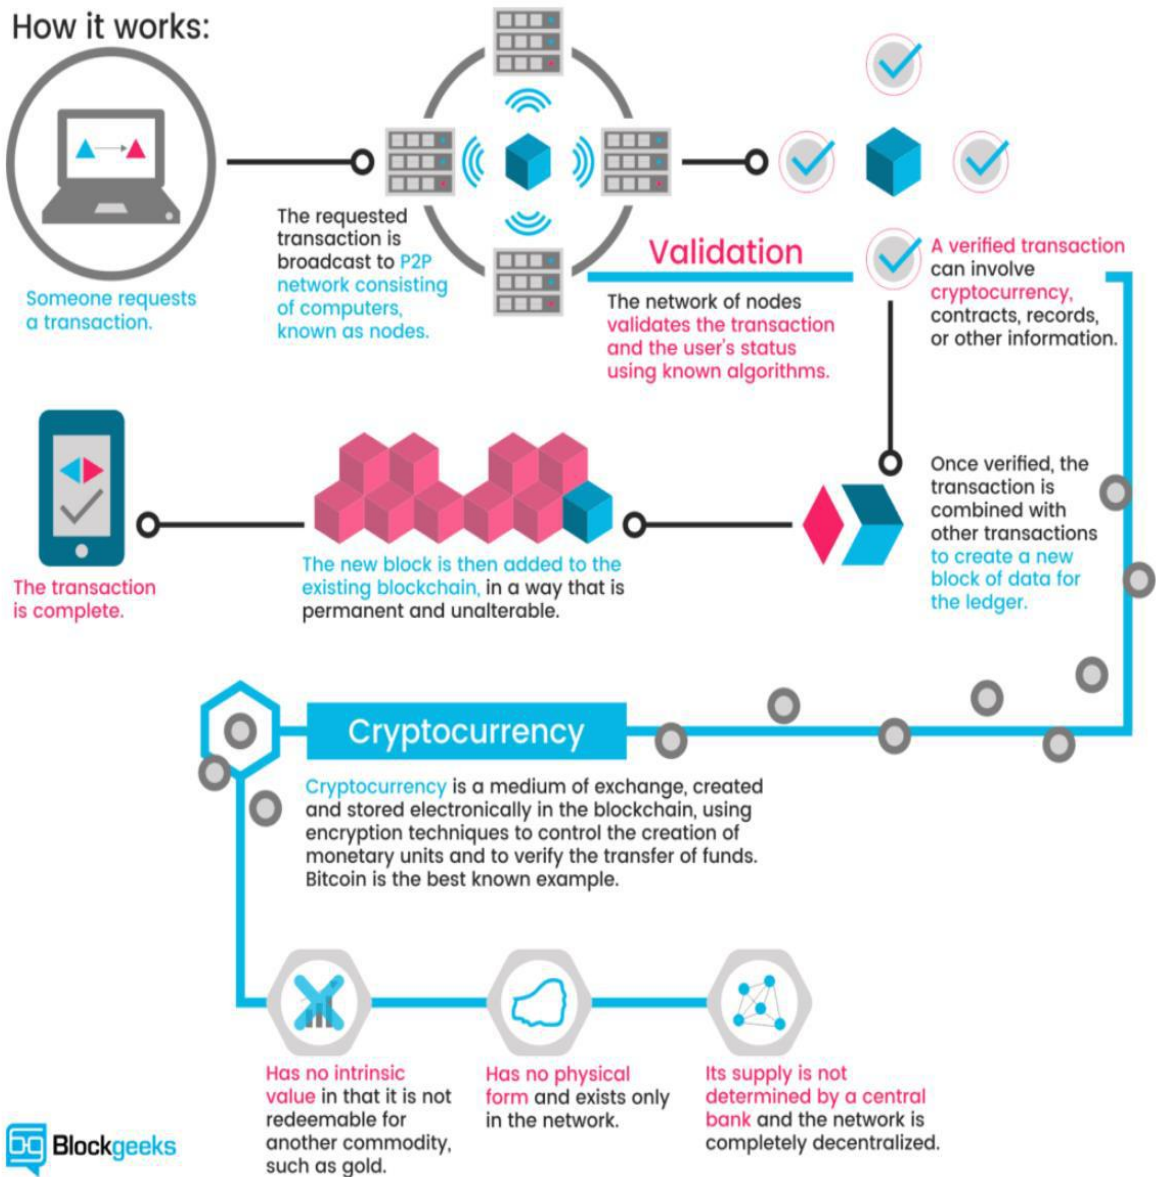 How it works:
Someone requests
a transaction.
The requested
transaction is
broadcast to P2P
network consisting
of computers,
known as nodes.
Validation
The network of nodes
validates the transaction
and the user's status
using known algorithms.
A verified transaction
can involve
cryptocurrency,
contracts, records,
or other information.
Once verified, the
transaction is
combined with
other transactions
to create a new
block of data for
the ledger.
The new block is then added to the
existing blockchain, in a way that is
permanent and unalterable.
The transaction
is complete.
Cryptocurrency
Cryptocurrency is a medium of exchange, created
and stored electronically in the blockchain, using
encryption techniques to control the creation of
monetary units and to verify the transfer of funds.
Bitcoin is the best known example.
Has no intrinsic
value in that it is not
redeemable for
another commodity,
such as gold.
Has no physical
form and exists only
in the network.
Its supply is not
determined by a central
bank and the network is
completely decentralized.
Blockgeeks